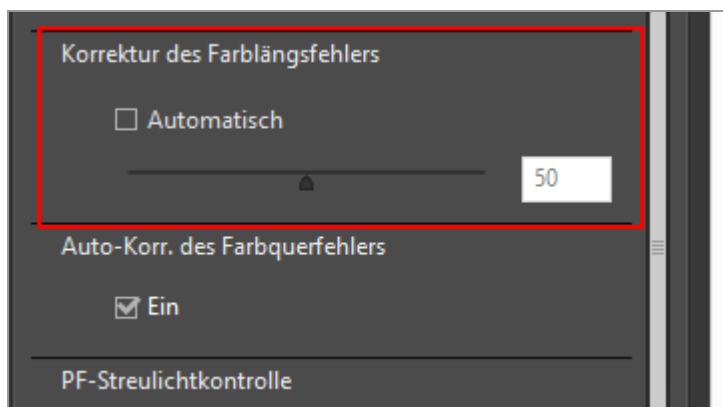 Korrektur des Farblängsfehlers
Automatisch
50
Auto-Korr. des Farbquerfehlers
Ein
PF-Streulichtkontrolle